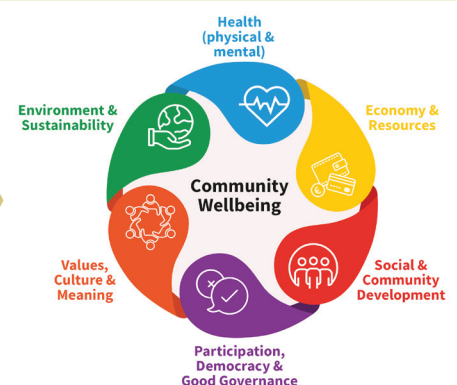 Health
(physical &
mental)
Environment &
Sustainability
Economy &
Resources
Community
Wellbeing
Values,
Culture &
Meaning
Social &
Community
Development
Participation,
Democracy &
Good Governance